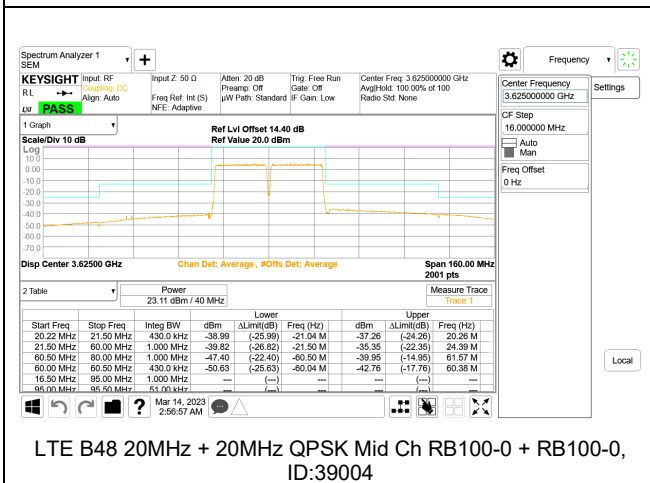 Spectrum Analyzer 1
SEM
Frequency
KEYSIGHT Input: RF Input Z: 50 Ω Atten: 20 dB Trig: Free Run Center Freq: 3.625000000 GHz
R L Coupling: DC Preamp: Off Gate: Off Avg|Hold: 100.00% of 100
Align: Auto Freq Ref: Int (S) µW Path: Standard IF Gain: Low Radio Std: None
LXI PASS NFE: Adaptive
Center Frequency
3.625000000 GHz
Settings
CF Step
16.000000 MHz
Auto
Man
Freq Offset
0 Hz
1 Graph
Ref Lvl Offset 14.40 dB
Scale/Div 10 dB Ref Value 20.0 dBm
Log
10.0
0.00
-10.0
-20.0
-30.0
-40.0
-50.0
-60.0
-70.0
Disp Center 3.62500 GHz Chan Det: Average, #Offs Det: Average Span 160.00 MHz
2001 pts
2 Table Power Measure Trace
23.11 dBm / 40 MHz Trace 1
Lower Upper
Start Freq Stop Freq Integ BW dBm ΔLimit(dB) Freq (Hz) dBm ΔLimit(dB) Freq (Hz)
20.22 MHz 21.50 MHz 430.0 kHz -38.99 (-25.99) -21.04 M -37.26 (-24.26) 20.26 M
21.50 MHz 60.00 MHz 1.000 MHz -39.82 (-26.82) -21.50 M -35.35 (-22.35) 24.39 M
60.50 MHz 80.00 MHz 1.000 MHz -47.40 (-22.40) -60.50 M -39.95 (-14.95) 61.57 M
60.00 MHz 60.50 MHz 430.0 kHz -50.63 (-25.63) -60.04 M -42.76 (-17.76) 60.38 M
16.50 MHz 95.00 MHz 1.000 MHz --- (---) --- --- (---) ---
95.00 MHz 95.50 MHz 51.00 kHz --- (---) --- --- (---) ---
Local
? Mar 14, 2023
2:56:57 AM
LTE B48 20MHz + 20MHz QPSK Mid Ch RB100-0 + RB100-0,
ID:39004